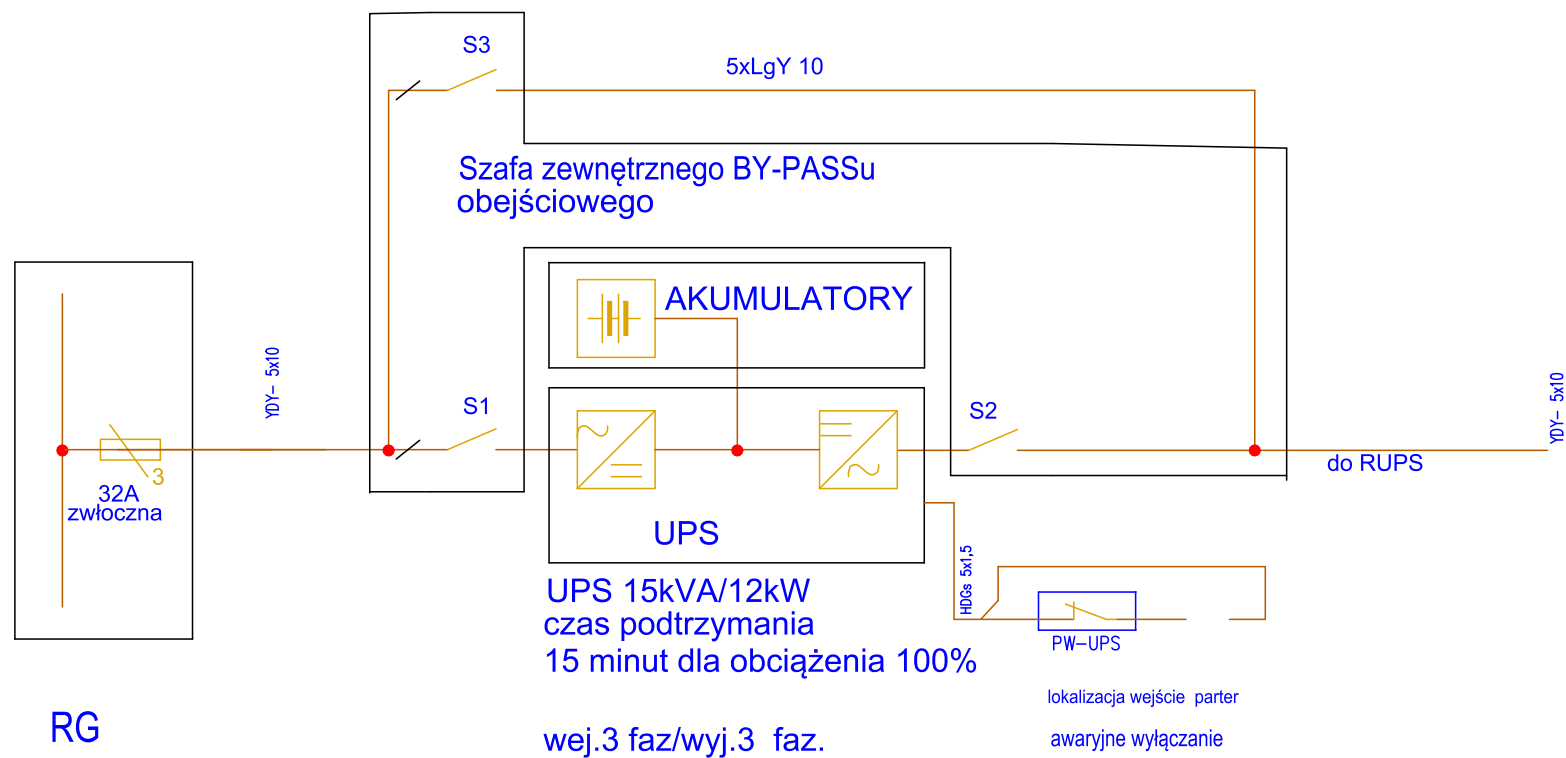 S3
5xLgY 10
Szafa zewnętrznego BY-PASSu
obejściowego
AKUMULATORY
YDY- 5x10
S1
S2
YDY- 5x10
3
32A
zwłoczna
do RUPS
UPS
HDGs 5x1,5
UPS 15kVA/12kW
czas podtrzymania
15 minut dla obciążenia 100%
PW-UPS
lokalizacja wejście parter
RG
wej.3 faz/wyj.3 faz.
awaryjne wyłączanie